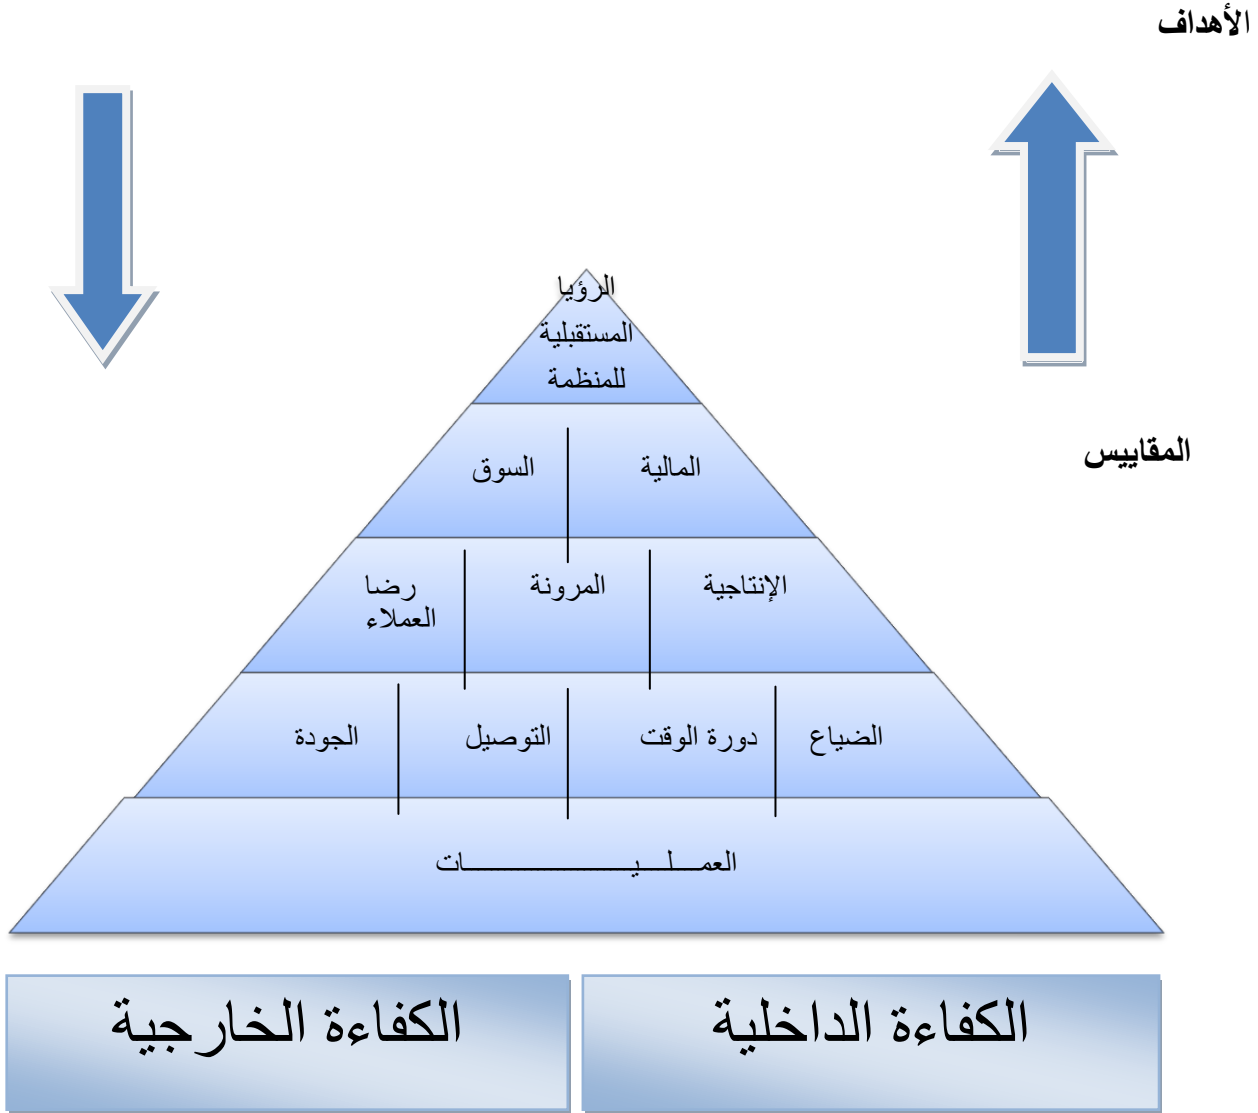 الأهداف
الرؤيا
المستقبلية
للمنظمة
المقاييس
المالية
السوق
الإنتاجية
المرونة
رضا
العملاء
الضياع
دورة الوقت
التوصيل
الجودة
العمـــلـــيـــــــــــــــات
الكفاءة الداخلية
الكفاءة الخارجية